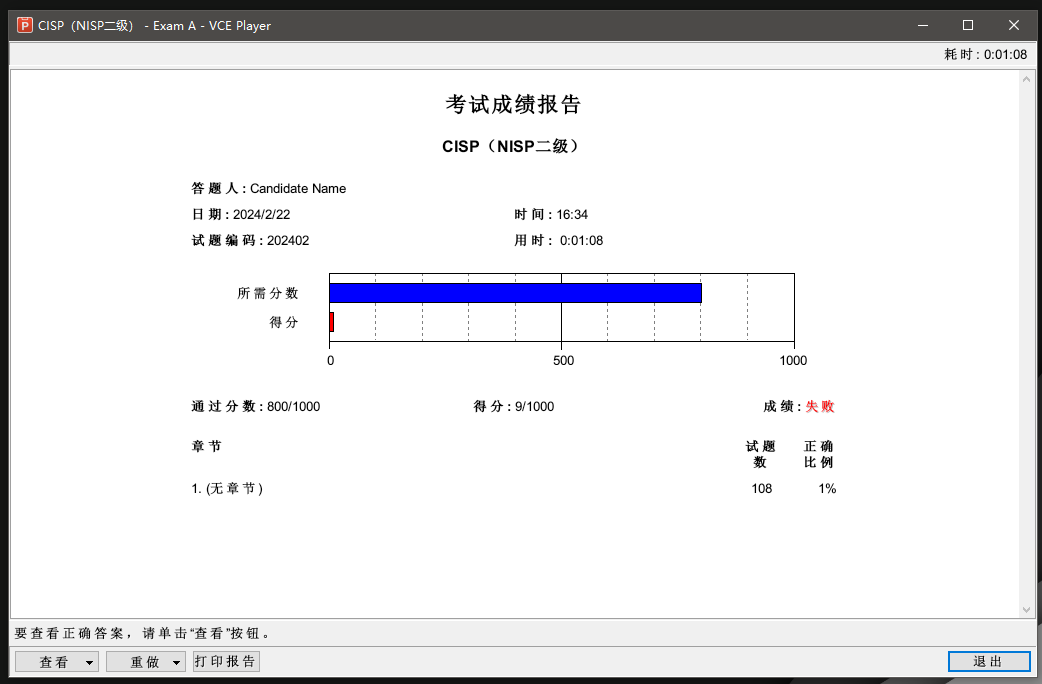 CISP（NISP二级） - Exam A - VCE Player
耗时: 0:01:08
考试成绩报告
CISP（NISP二级）
答题人: Candidate Name
日期: 2024/2/22 时间: 16:34
试题编码: 202402 用时: 0:01:08
所需分数
得分
0 500 1000
通过分数: 800/1000 得分: 9/1000 成绩: 失败
章节 试题数 正确比例
1. (无章节) 108 1%
要查看正确答案，请单击“查看”按钮。
查看 重做 打印报告 退出